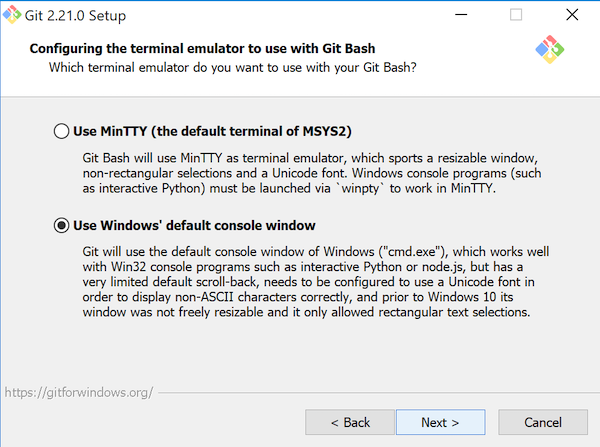 Git 2.21.0 Setup
Configuring the terminal emulator to use with Git Bash
Which terminal emulator do you want to use with your Git Bash?
Use MinTTY (the default terminal of MSYS2)
Git Bash will use MinTTY as terminal emulator, which sports a resizable window,
non-rectangular selections and a Unicode font. Windows console programs (such
as interactive Python) must be launched via `winpty` to work in MinTTY.
Use Windows' default console window
Git will use the default console window of Windows ("cmd.exe"), which works well
with Win32 console programs such as interactive Python or node.js, but has a
very limited default scroll-back, needs to be configured to use a Unicode font in
order to display non-ASCII characters correctly, and prior to Windows 10 its
window was not freely resizable and it only allowed rectangular text selections.
https://gitforwindows.org/
< Back
Next >
Cancel